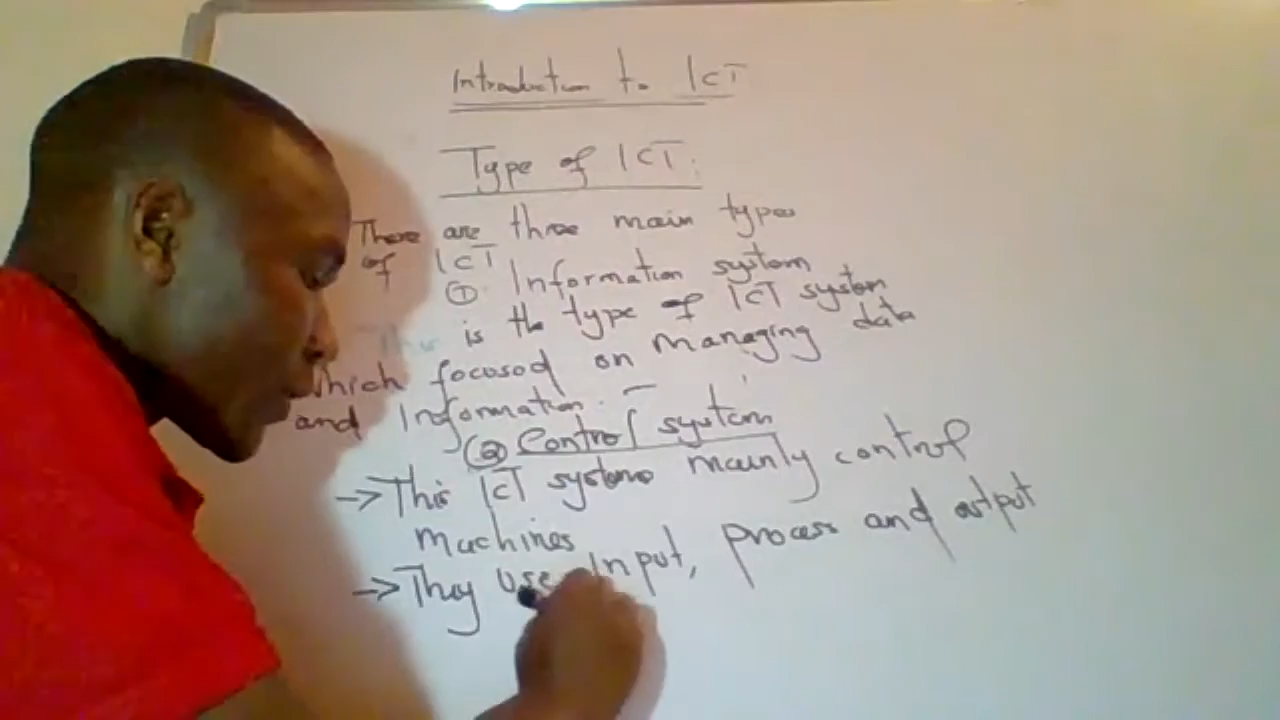 Introduction to ICT
Type of ICT:
There are three main types
of ICT
① Information system
This is the type of ICT system
which focused on managing data
and Information.
② Control system
→ This ICT systems mainly control
machines
→ They use input, process and output